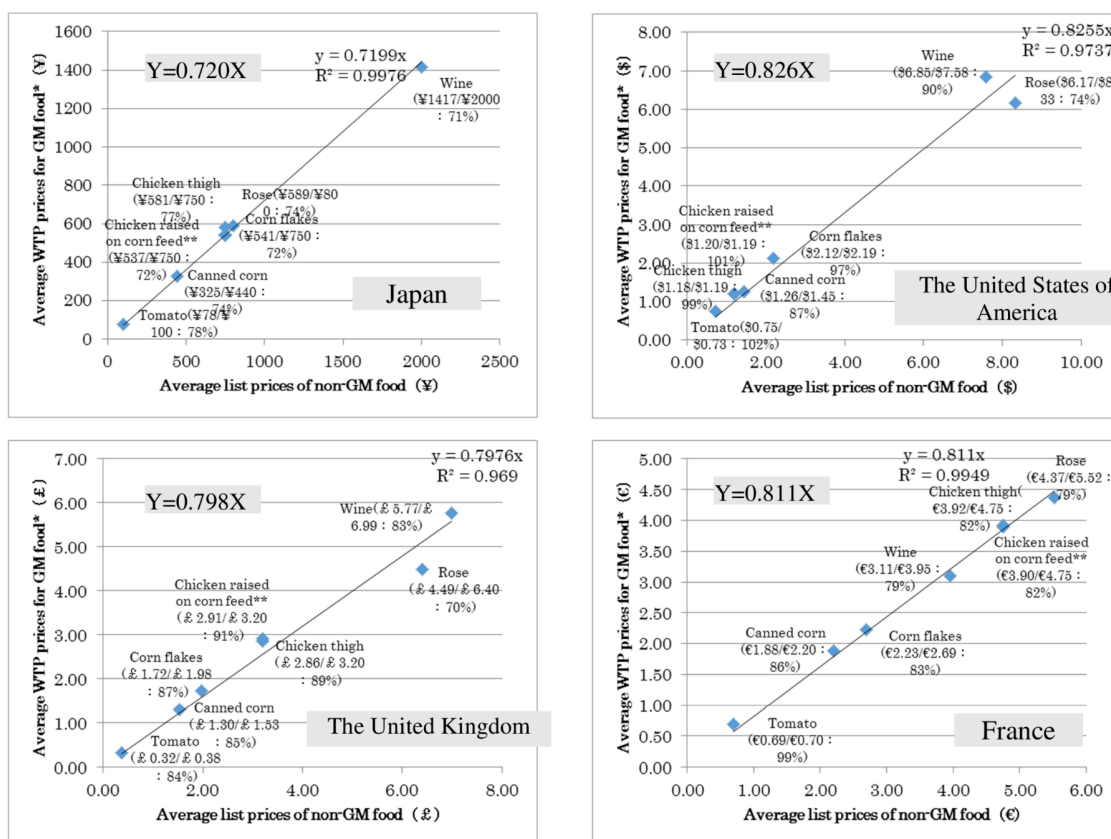 1600
1400
1200
1000
800
600
400
200
0
Average WTP prices for GM food* (¥)
Y=0.720X
y = 0.7199x
R² = 0.9976
Wine
(¥1417/¥2000
: 71%)
Chicken thigh
(¥581/¥750 :
77%)
Rose(¥589/¥80
0 : 74%)
Corn flakes
(¥541/¥750 :
72%)
Chicken raised
on corn feed**
(¥537/¥750 :
72%)
Canned corn
(¥325/¥440 :
74%)
Tomato(¥78/¥
100 : 78%)
Japan
0 500 1000 1500 2000 2500
Average list prices of non-GM food (¥)
8.00
7.00
6.00
5.00
4.00
3.00
2.00
1.00
0.00
Average WTP prices for GM food* ($)
Y=0.826X
y = 0.8255x
R² = 0.9737
Wine
($6.85/$7.58 :
90%)
Rose($6.17/$8
33 : 74%)
Chicken raised
on corn feed**
($1.20/$1.19 :
101%)
Corn flakes
($2.12/$2.19 :
97%)
Chicken thigh
($1.18/$1.19 :
99%)
Canned corn
($1.26/$1.45 :
87%)
Tomato($0.75/
$0.73 : 102%)
The United States of
America
0.00 2.00 4.00 6.00 8.00 10.00
Average list prices of non-GM food ($)
7.00
6.00
5.00
4.00
3.00
2.00
1.00
0.00
Average WTP prices for GM food* (£)
Y=0.798X
y = 0.7976x
R² = 0.969
Wine(£ 5.77/£
6.99 : 83%)
Rose
(£ 4.49/£ 6.40
: 70%)
Chicken raised
on corn feed**
(£ 2.91/£ 3.20
: 91%)
Chicken thigh
(£ 2.86/£ 3.20
: 89%)
Corn flakes
(£ 1.72/£ 1.98
: 87%)
Canned corn
(£ 1.30/£ 1.53
: 85%)
Tomato
(£ 0.32/£ 0.38
: 84%)
The United Kingdom
0.00 2.00 4.00 6.00 8.00
Average list prices of non-GM food (£)
5.00
4.50
4.00
3.50
3.00
2.50
2.00
1.50
1.00
0.50
0.00
Average WTP prices for GM food* (€)
Y=0.811X
y = 0.811x
R² = 0.9949
Rose
(€4.37/€5.52 :
79%)
Chicken thigh(
€3.92/€4.75 :
82%)
Chicken raised
on corn feed**
(€3.90/€4.75 :
82%)
Wine
(€3.11/€3.95 :
79%)
Canned corn
(€1.88/€2.20 :
86%)
Corn flakes
(€2.23/€2.69 :
83%)
Tomato
(€0.69/€0.70 :
99%)
France
0.00 1.00 2.00 3.00 4.00 5.00 6.00
Average list prices of non-GM food (€)